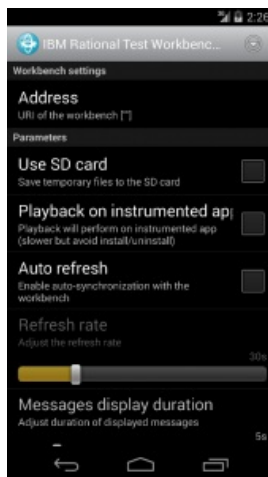 2:26
IBM Rational Test Workbenc...
Workbench settings
Address
URI of the workbench ['']
Parameters
Use SD card
Save temporary files to the SD card
Playback on instrumented ap
Playback will perform on instrumented app
(slower but avoid install/uninstall)
Auto refresh
Enable auto-synchronization with the
workbench
Refresh rate
Adjust the refresh rate
30s
Messages display duration
Adjust duration of displayed messages
5s